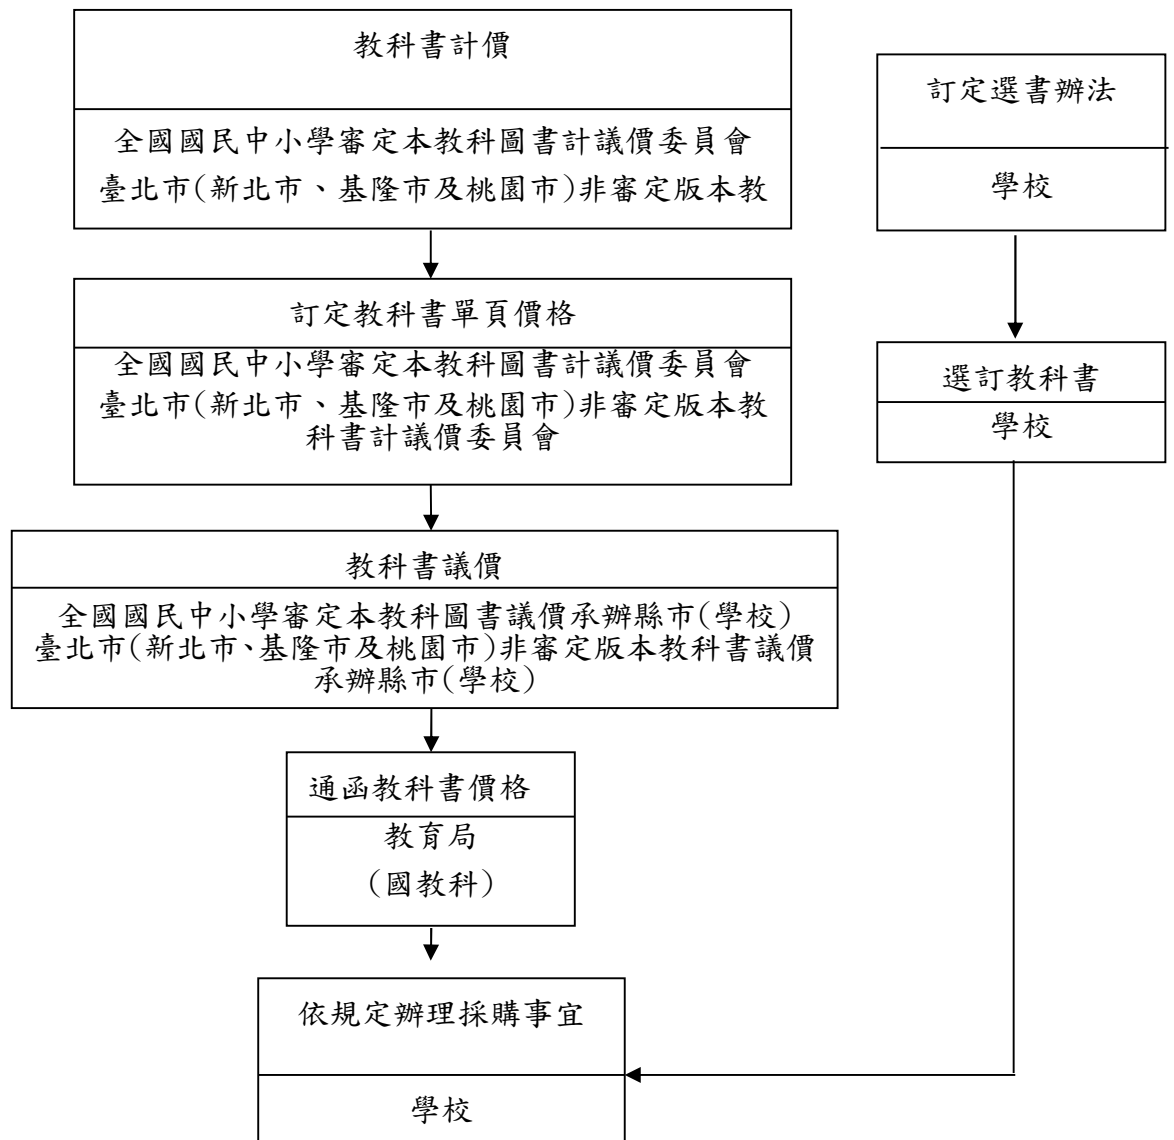 教科書計價
全國國民中小學審定本教科圖書計議價委員會
臺北市(新北市、基隆市及桃園市)非審定版本教
訂定教科書單頁價格
全國國民中小學審定本教科圖書計議價委員會
臺北市(新北市、基隆市及桃園市)非審定版本教
科書計議價委員會
教科書議價
全國國民中小學審定本教科圖書議價承辦縣市(學校)
臺北市(新北市、基隆市及桃園市)非審定版本教科書議價
承辦縣市(學校)
通函教科書價格
教育局
(國教科)
依規定辦理採購事宜
學校
訂定選書辦法
學校
選訂教科書
學校